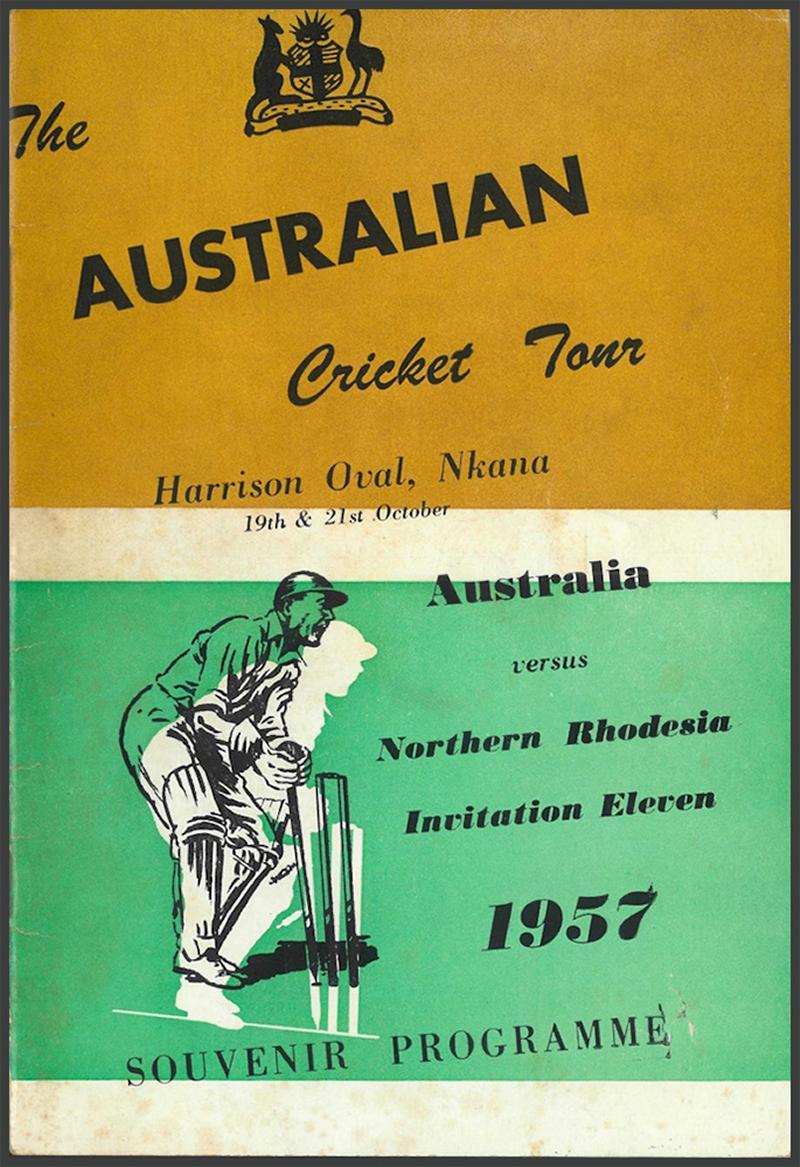 The
AUSTRALIAN
Cricket Tour
Harrison Oval, Nkana
19th & 21st October
Australia
versus
Northern Rhodesia
Invitation Eleven
1957
SOUVENIR PROGRAMME